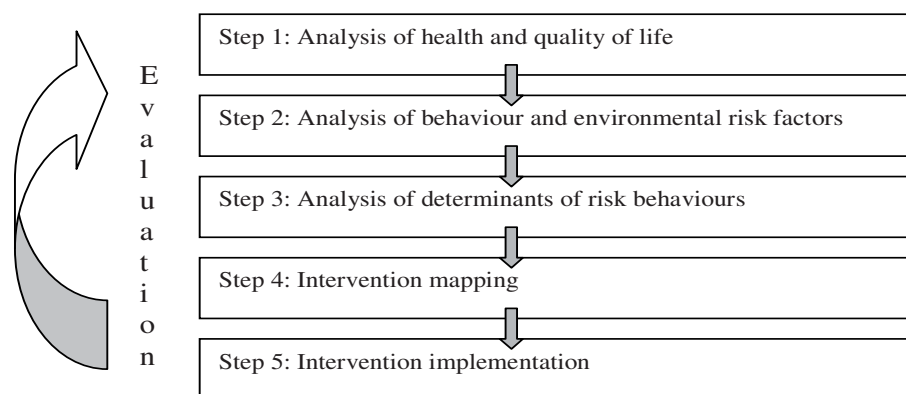 Step 1: Analysis of health and quality of life
Step 2: Analysis of behaviour and environmental risk factors
Step 3: Analysis of determinants of risk behaviours
Step 4: Intervention mapping
Step 5: Intervention implementation
Evaluation